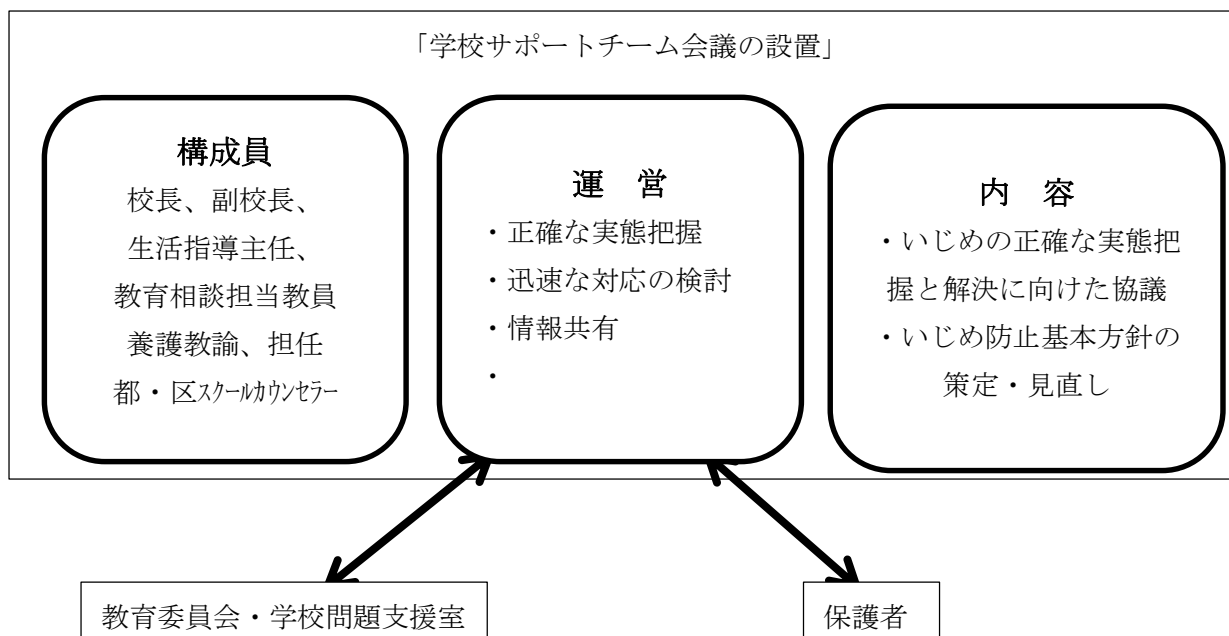 「学校サポートチーム会議の設置」
構成員
校長、副校長、
生活指導主任、
教育相談担当教員
養護教諭、担任
都・区スクールカウンセラー
運　営
・正確な実態把握
・迅速な対応の検討
・情報共有
・
内　容
・いじめの正確な実態把
握と解決に向けた協議
・いじめ防止基本方針の
策定・見直し
教育委員会・学校問題支援室
保護者